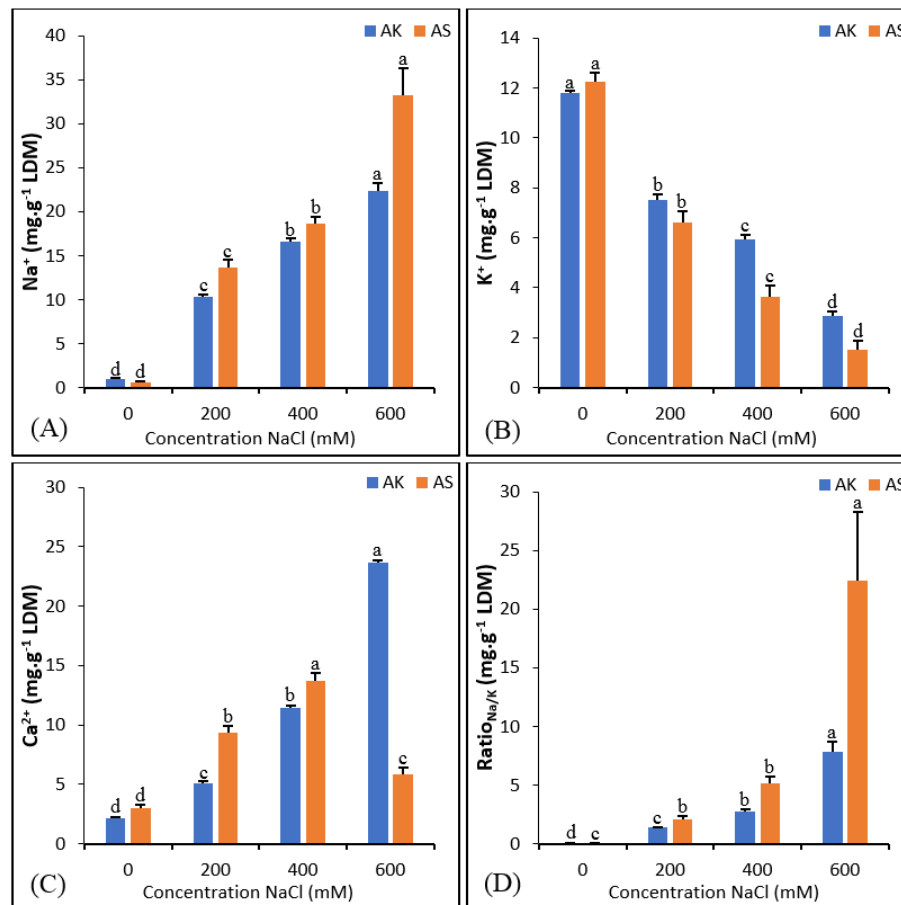 AK AS
40
35
30
25
20
15
10
5
0
Na⁺ (mg.g⁻¹ LDM)
d d
c c
b b
a a
0 200 400 600
Concentration NaCl (mM)
(A)
AK AS
14
12
10
8
6
4
2
0
K⁺ (mg.g⁻¹ LDM)
a a
b b
c c
d d
0 200 400 600
Concentration NaCl (mM)
(B)
AK AS
30
25
20
15
10
5
0
Ca²⁺ (mg.g⁻¹ LDM)
d d
c b
b a
a c
0 200 400 600
Concentration NaCl (mM)
(C)
AK AS
30
25
20
15
10
5
0
Ratio Na/K (mg.g⁻¹ LDM)
d c
c b
b b
a a
0 200 400 600
Concentration NaCl (mM)
(D)